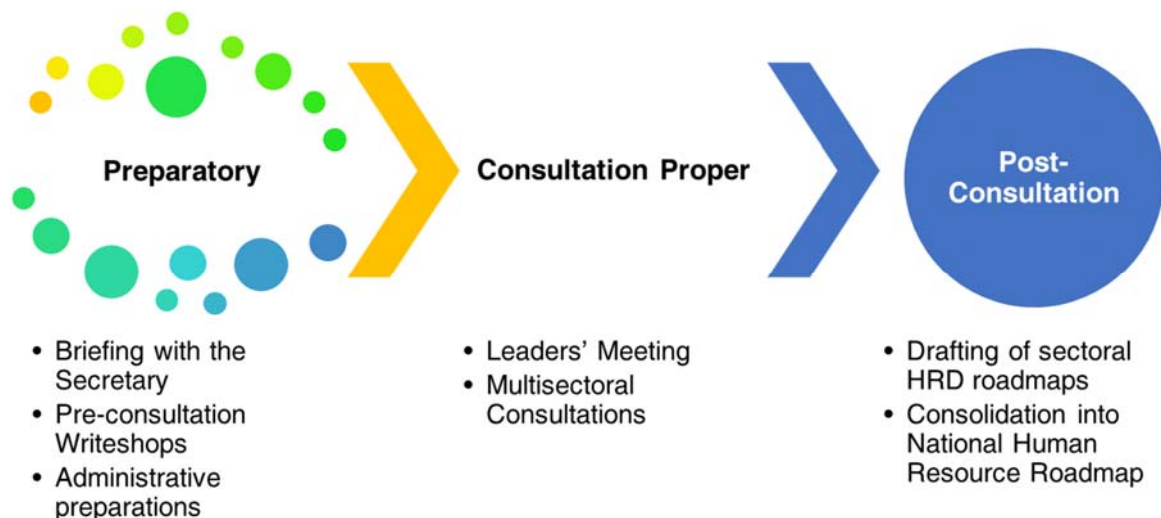 Preparatory
• Briefing with the
Secretary
• Pre-consultation
Writeshops
• Administrative
preparations
Consultation Proper
• Leaders’ Meeting
• Multisectoral
Consultations
Post-
Consultation
• Drafting of sectoral
HRD roadmaps
• Consolidation into
National Human
Resource Roadmap